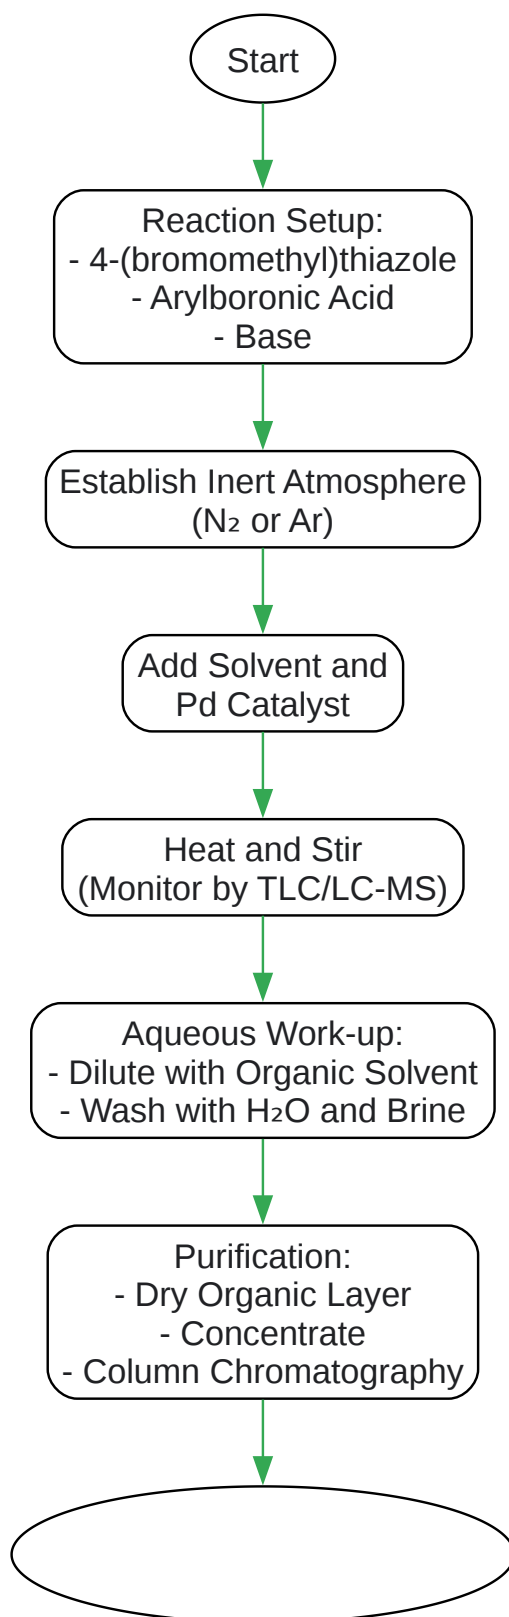 Start
Reaction Setup:
- 4-(bromomethyl)thiazole
- Arylboronic Acid
- Base
Establish Inert Atmosphere
(N₂ or Ar)
Add Solvent and
Pd Catalyst
Heat and Stir
(Monitor by TLC/LC-MS)
Aqueous Work-up:
- Dilute with Organic Solvent
- Wash with H₂O and Brine
Purification:
- Dry Organic Layer
- Concentrate
- Column Chromatography